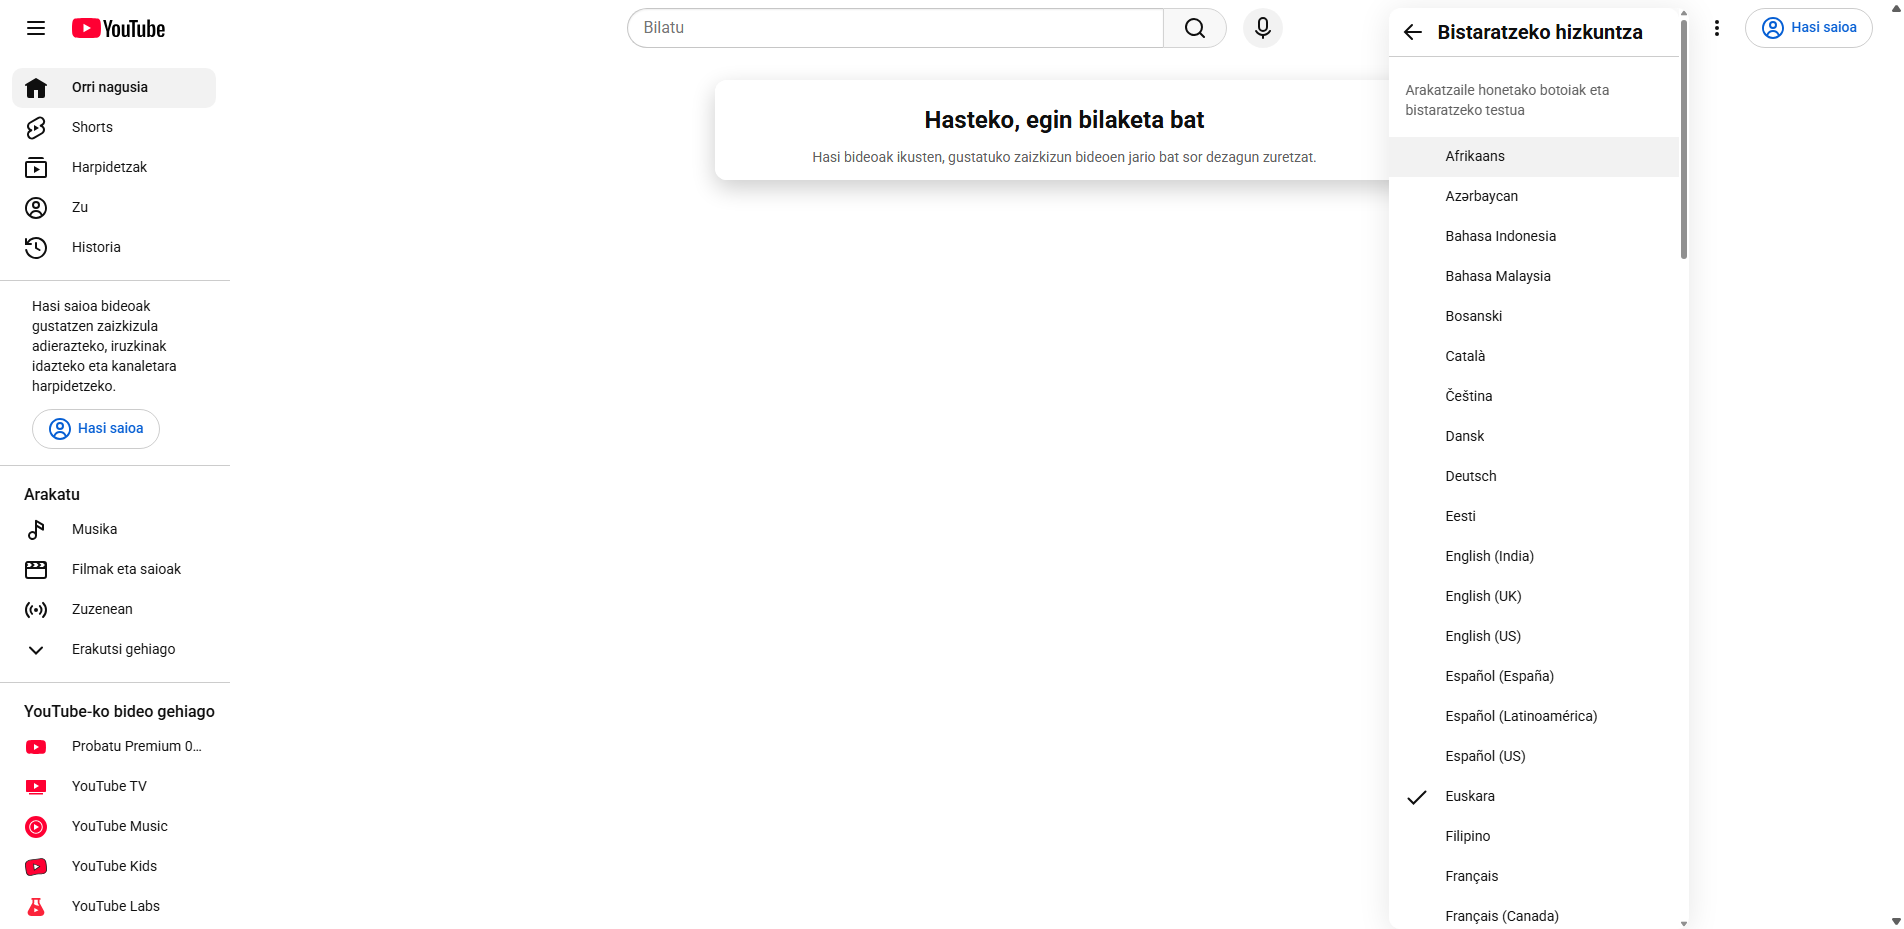 YouTube
Bilatu
Hasi saioa
Orri nagusia
Shorts
Harpidetzak
Zu
Historia
Hasi saioa bideoak
gustatzen zaizkizula
adierazteko, iruzkinak
idazteko eta kanaletara
harpidetzeko.
Hasi saioa
Arakatu
Musika
Filmak eta saioak
Zuzenean
Erakutsi gehiago
YouTube-ko bideo gehiago
Probatu Premium 0...
YouTube TV
YouTube Music
YouTube Kids
YouTube Labs
Hasteko, egin bilaketa bat
Hasi bideoak ikusten, gustatuko zaizkizun bideoen jario bat sor dezagun zuretzat.
Bistaratzeko hizkuntza
Arakatzaile honetako botoiak eta
bistaratzeko testua
Afrikaans
Azərbaycan
Bahasa Indonesia
Bahasa Malaysia
Bosanski
Català
Čeština
Dansk
Deutsch
Eesti
English (India)
English (UK)
English (US)
Español (España)
Español (Latinoamérica)
Español (US)
Euskara
Filipino
Français
Français (Canada)